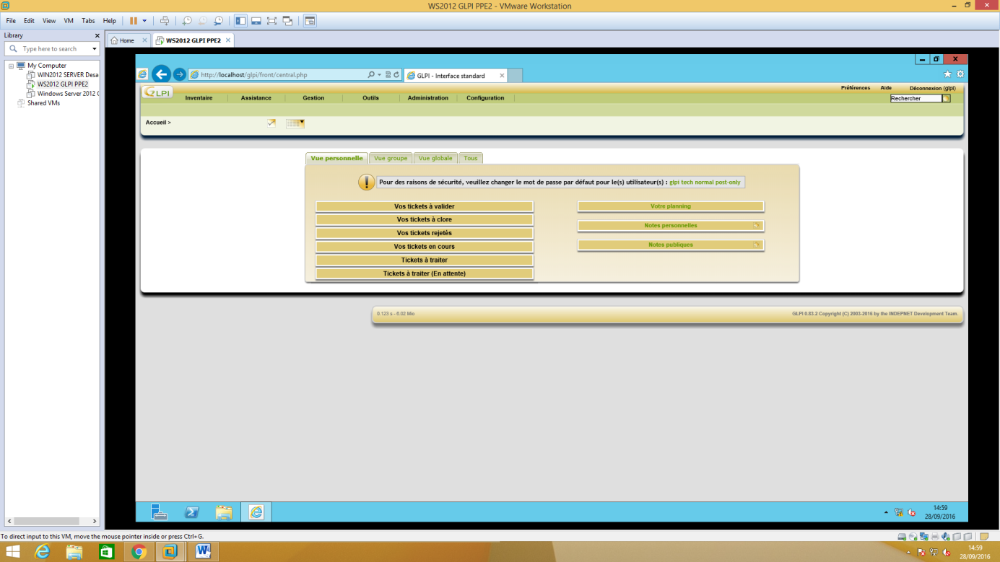 WS2012 GLPI PPE2 - VMware Workstation
File Edit View VM Tabs Help
Library
Home
WS2012 GLPI PPE2
Type here to search
My Computer
WIN2012 SERVER Desa
WS2012 GLPI PPE2
Windows Server 2012 (
Shared VMs
http://localhost/glpi/front/central.php
GLPI - Interface standard
GLPI
Préférences Aide Déconnexion (glpi)
Inventaire Assistance Gestion Outils Administration Configuration
Rechercher
Accueil >
Vue personnelle Vue groupe Vue globale Tous
Pour des raisons de sécurité, veuillez changer le mot de passe par défaut pour le(s) utilisateur(s) : glpi tech normal post-only
Vos tickets à valider
Vos tickets à clore
Vos tickets rejetés
Vos tickets en cours
Tickets à traiter
Tickets à traiter (En attente)
Votre planning
Notes personnelles
Notes publiques
0.123 s - 6.02 Mio
GLPI 0.83.2 Copyright (C) 2003-2016 by the INDEPNET Development Team.
14:59
28/09/2016
To direct input to this VM, move the mouse pointer inside or press Ctrl+G.
14:59
28/09/2016